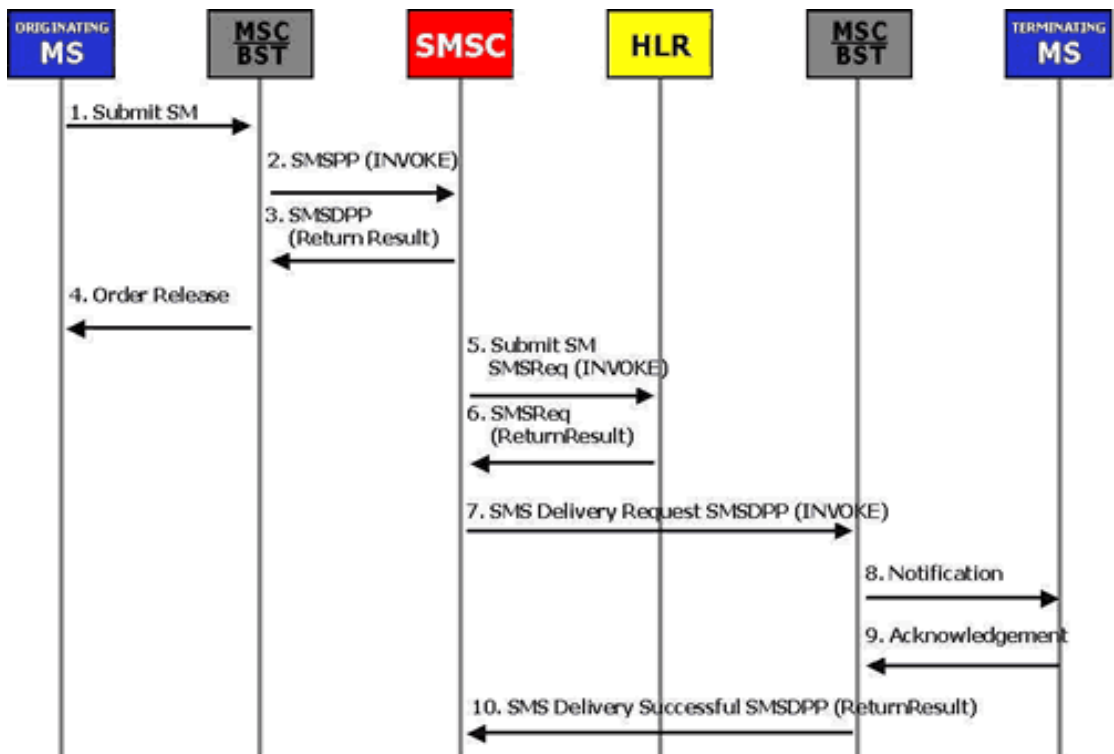 ORIGINATING
MS
MSC
BST
SMSC
HLR
MSC
BST
TERMINATING
MS
1. Submit SM
2. SMSPP (INVOKE)
3. SMSDPP
(Return Result)
4. Order Release
5. Submit SM
SMSReq (INVOKE)
6. SMSReq
(ReturnResult)
7. SMS Delivery Request SMSDPP (INVOKE)
8. Notification
9. Acknowledgement
10. SMS Delivery Successful SMSDPP (ReturnResult)